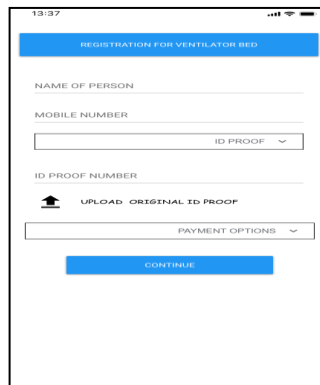 13:37
REGISTRATION FOR VENTILATOR BED
NAME OF PERSON
MOBILE NUMBER
ID PROOF
ID PROOF NUMBER
UPLOAD ORIGINAL ID PROOF
PAYMENT OPTIONS
CONTINUE